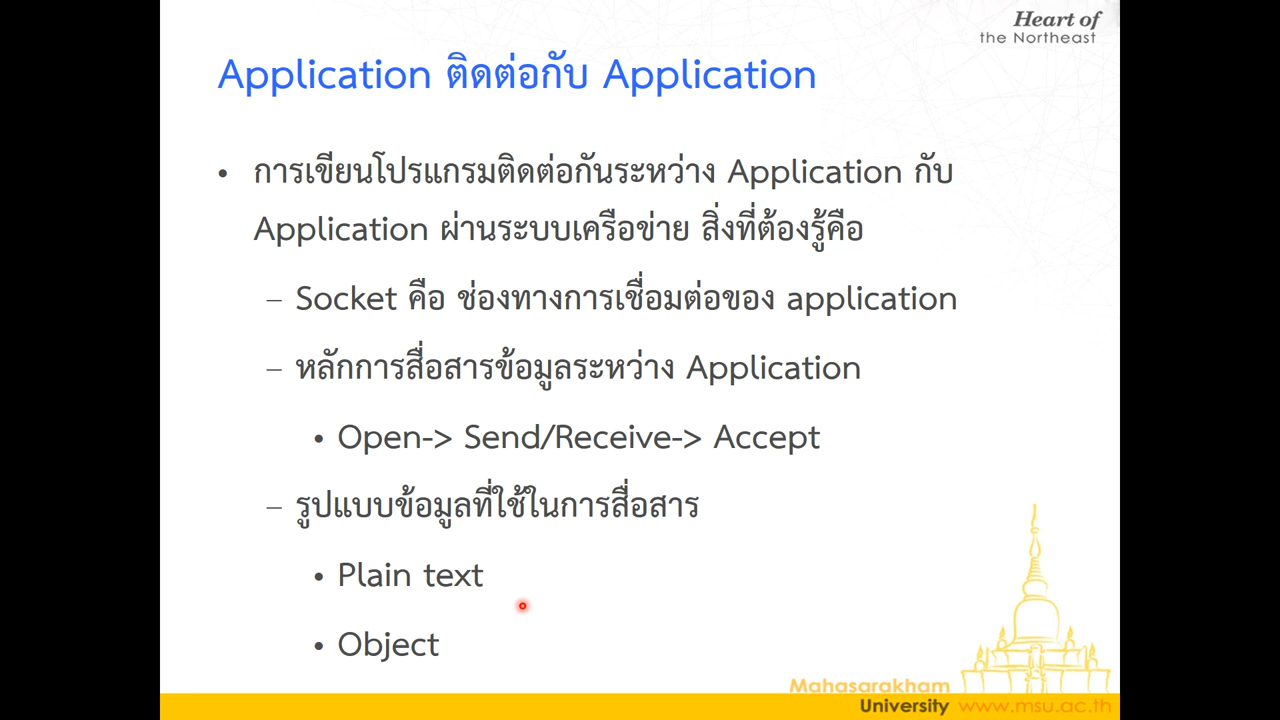 Heart of
the Northeast
Application ติดต่อกับ Application
• การเขียนโปรแกรมติดต่อกันระหว่าง Application กับ
Application ผ่านระบบเครือข่าย สิ่งที่ต้องรู้คือ
– Socket คือ ช่องทางการเชื่อมต่อของ application
– หลักการสื่อสารข้อมูลระหว่าง Application
• Open-> Send/Receive-> Accept
– รูปแบบข้อมูลที่ใช้ในการสื่อสาร
• Plain text
• Object
Mahasarakham
University www.msu.ac.th